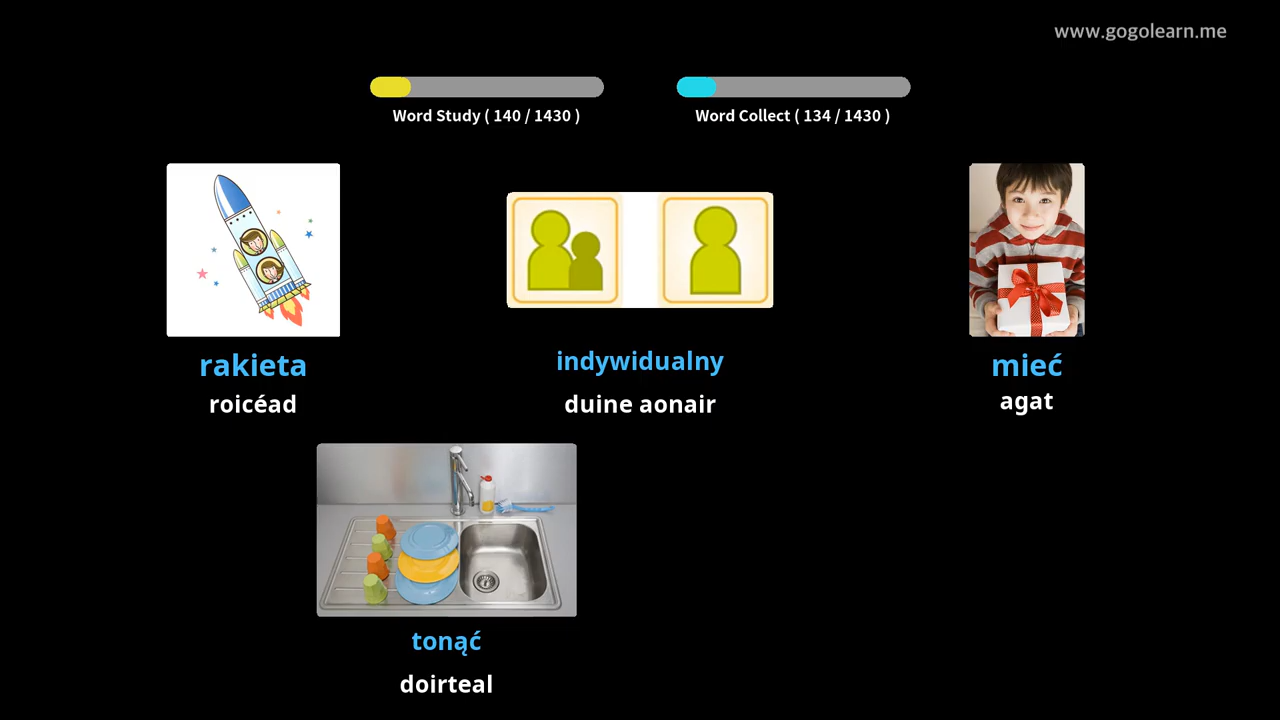 www.gogolearn.me
Word Study ( 140 / 1430 )
Word Collect ( 134 / 1430 )
rakieta
roicéad
indywidualny
duine aonair
mieć
agat
tonąć
doirteal